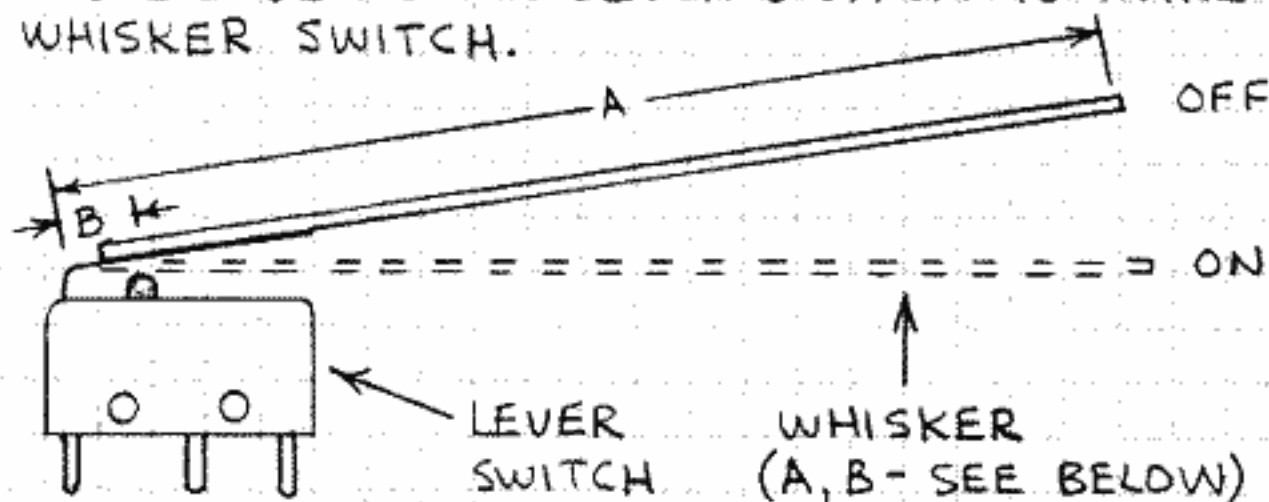 WHISKER SWITCH.
A
OFF
B
ON
LEVER
SWITCH
WHISKER
(A, B - SEE BELOW)